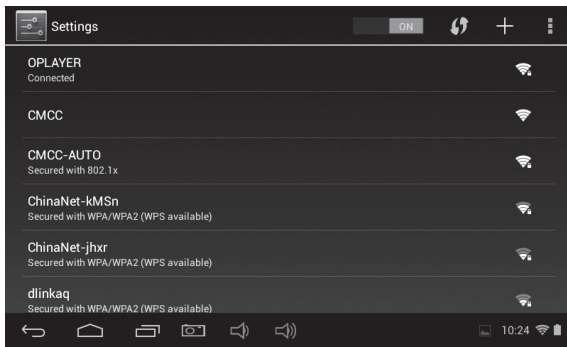 Settings
ON
OPLAYER
Connected
CMCC
CMCC-AUTO
Secured with 802.1x
ChinaNet-kMSn
Secured with WPA/WPA2 (WPS available)
ChinaNet-jhxr
Secured with WPA/WPA2 (WPS available)
dlinkaq
Secured with WPA/WPA2 (WPS available)
10:24